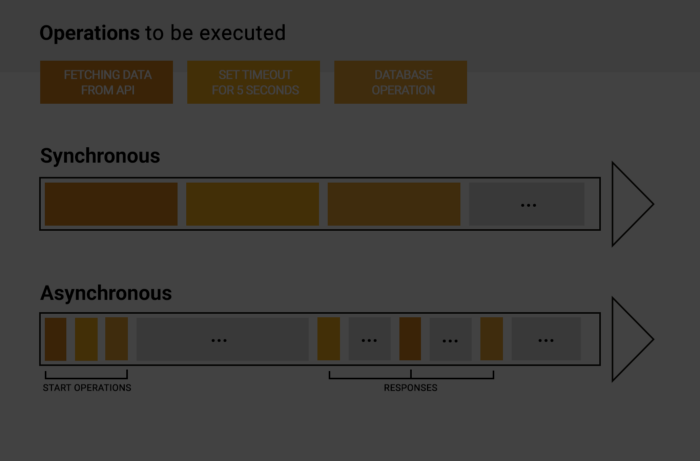 Operations to be executed
FETCHING DATA
FROM API
SET TIMEOUT
FOR 5 SECONDS
DATABASE
OPERATION
Synchronous
...
Asynchronous
... ... ... ...
START OPERATIONS
RESPONSES